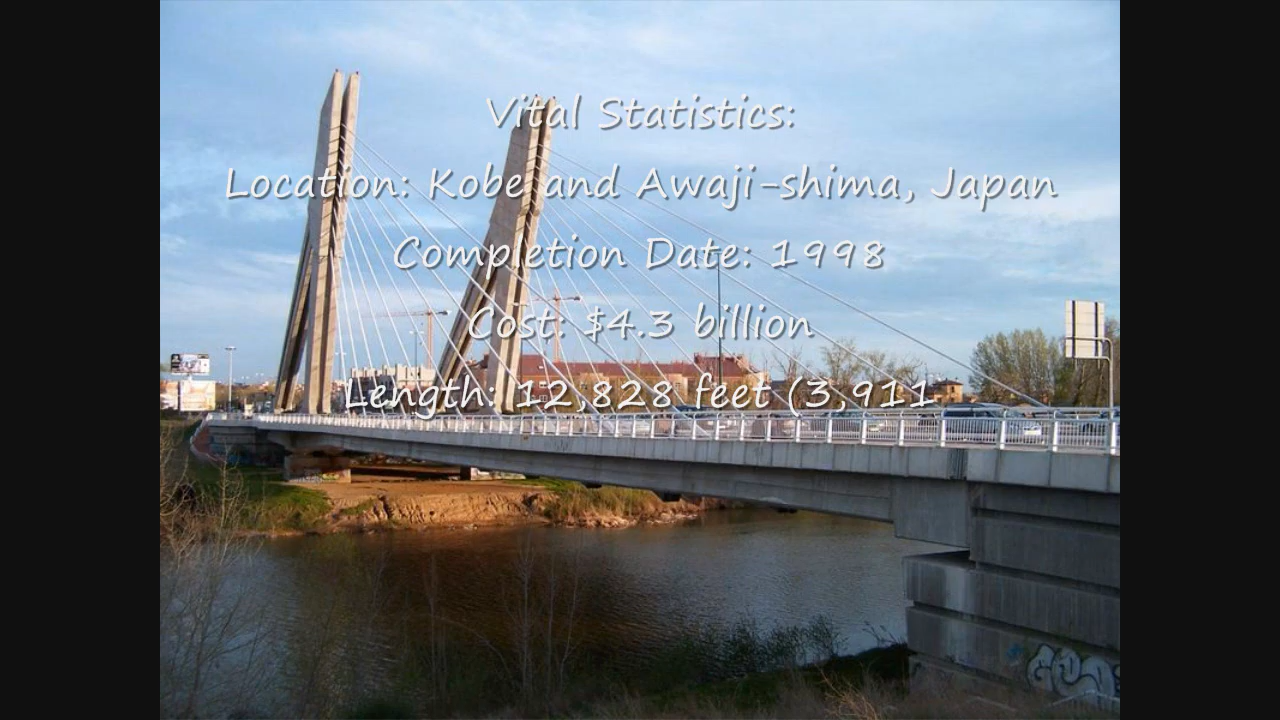 Vital Statistics:
Location: Kobe and Awaji-shima, Japan
Completion Date: 1998
Cost: $4.3 billion
Length: 12,828 feet (3,911